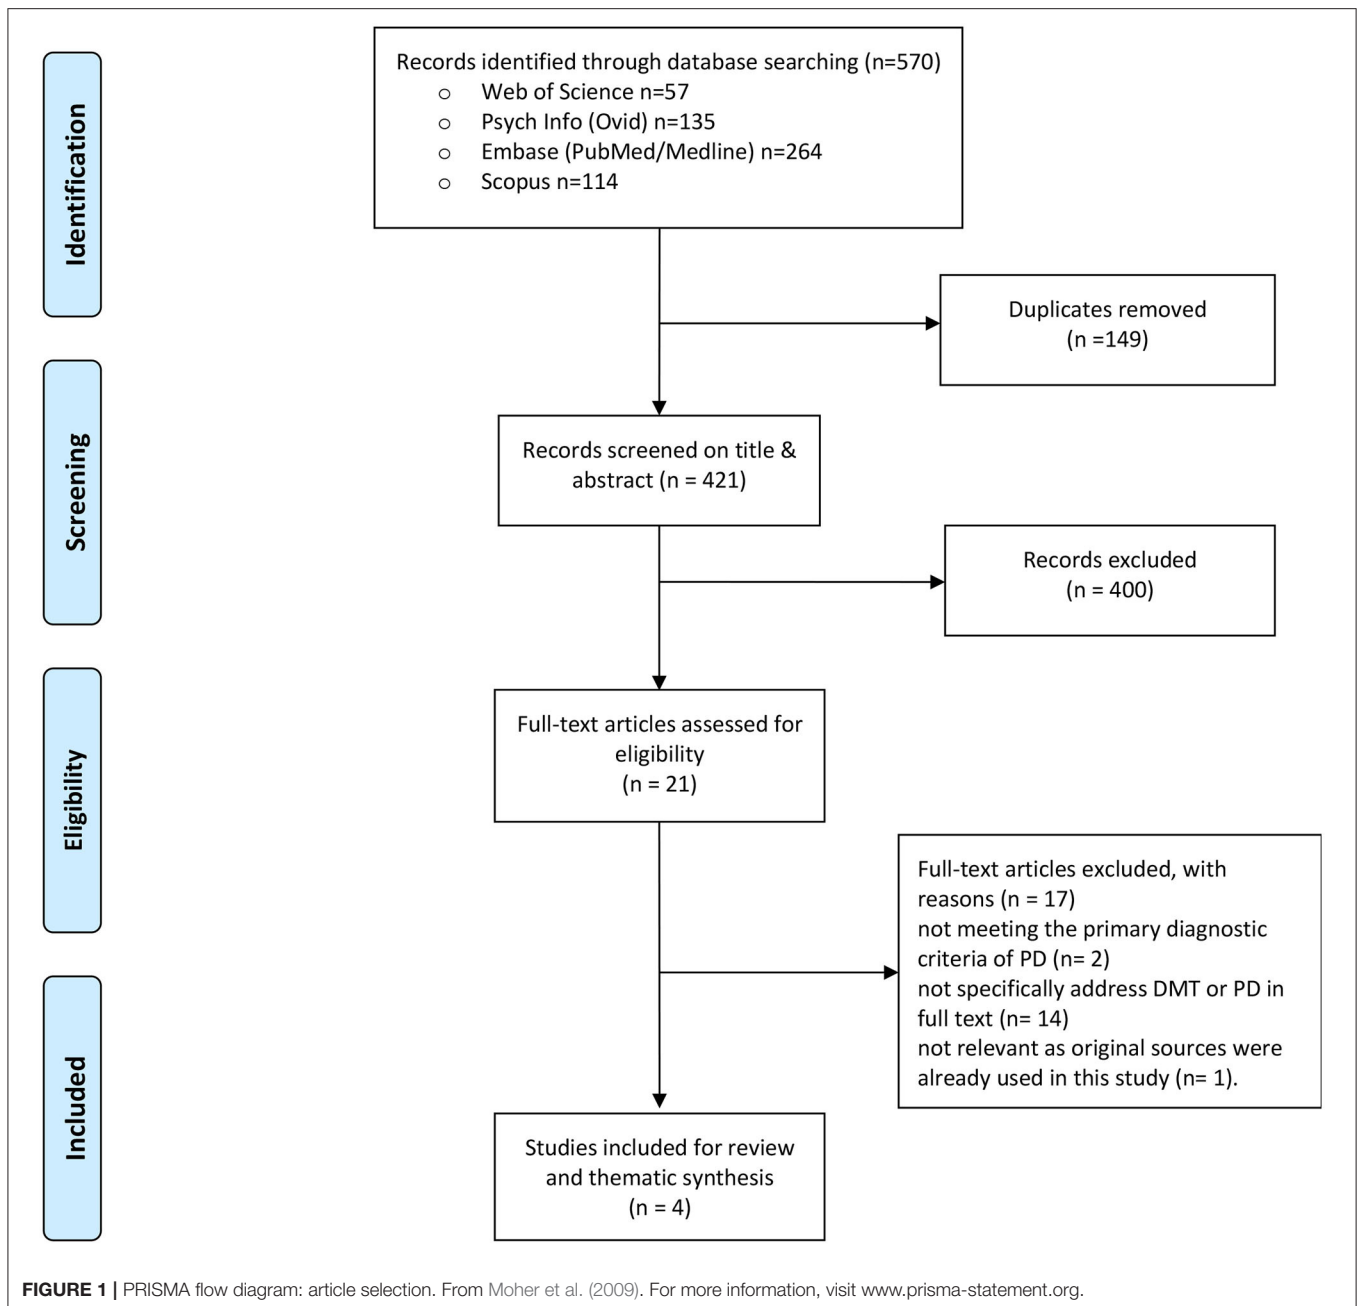 Identification
Records identified through database searching (n=570)
o Web of Science n=57
o Psych Info (Ovid) n=135
o Embase (PubMed/Medline) n=264
o Scopus n=114
Duplicates removed
(n =149)
Screening
Records screened on title &
abstract (n = 421)
Records excluded
(n = 400)
Eligibility
Full-text articles assessed for
eligibility
(n = 21)
Full-text articles excluded, with
reasons (n = 17)
not meeting the primary diagnostic
criteria of PD (n= 2)
not specifically address DMT or PD in
full text (n= 14)
not relevant as original sources were
already used in this study (n= 1).
Included
Studies included for review
and thematic synthesis
(n = 4)
FIGURE 1 | PRISMA flow diagram: article selection. From Moher et al. (2009). For more information, visit www.prisma-statement.org.